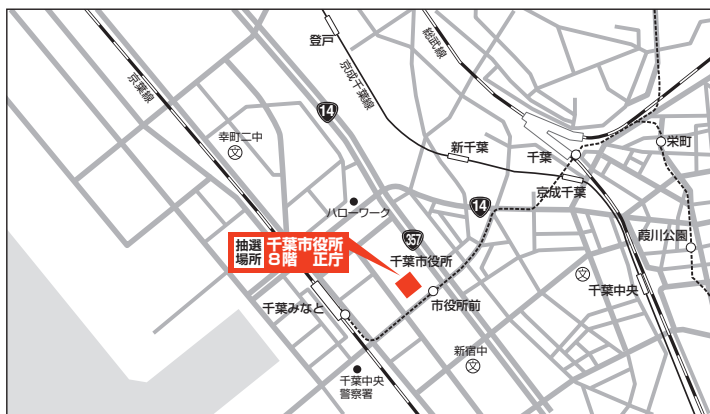 登戸
総武線
京葉線
京成千葉線
14
幸町二中
文
新千葉
千葉
栄町
京成千葉
ハローワーク
14
357
葭川公園
抽選
場所
千葉市役所
8階 正庁
千葉市役所
文
千葉中央
市役所前
千葉みなと
新宿中
文
千葉中央
警察署